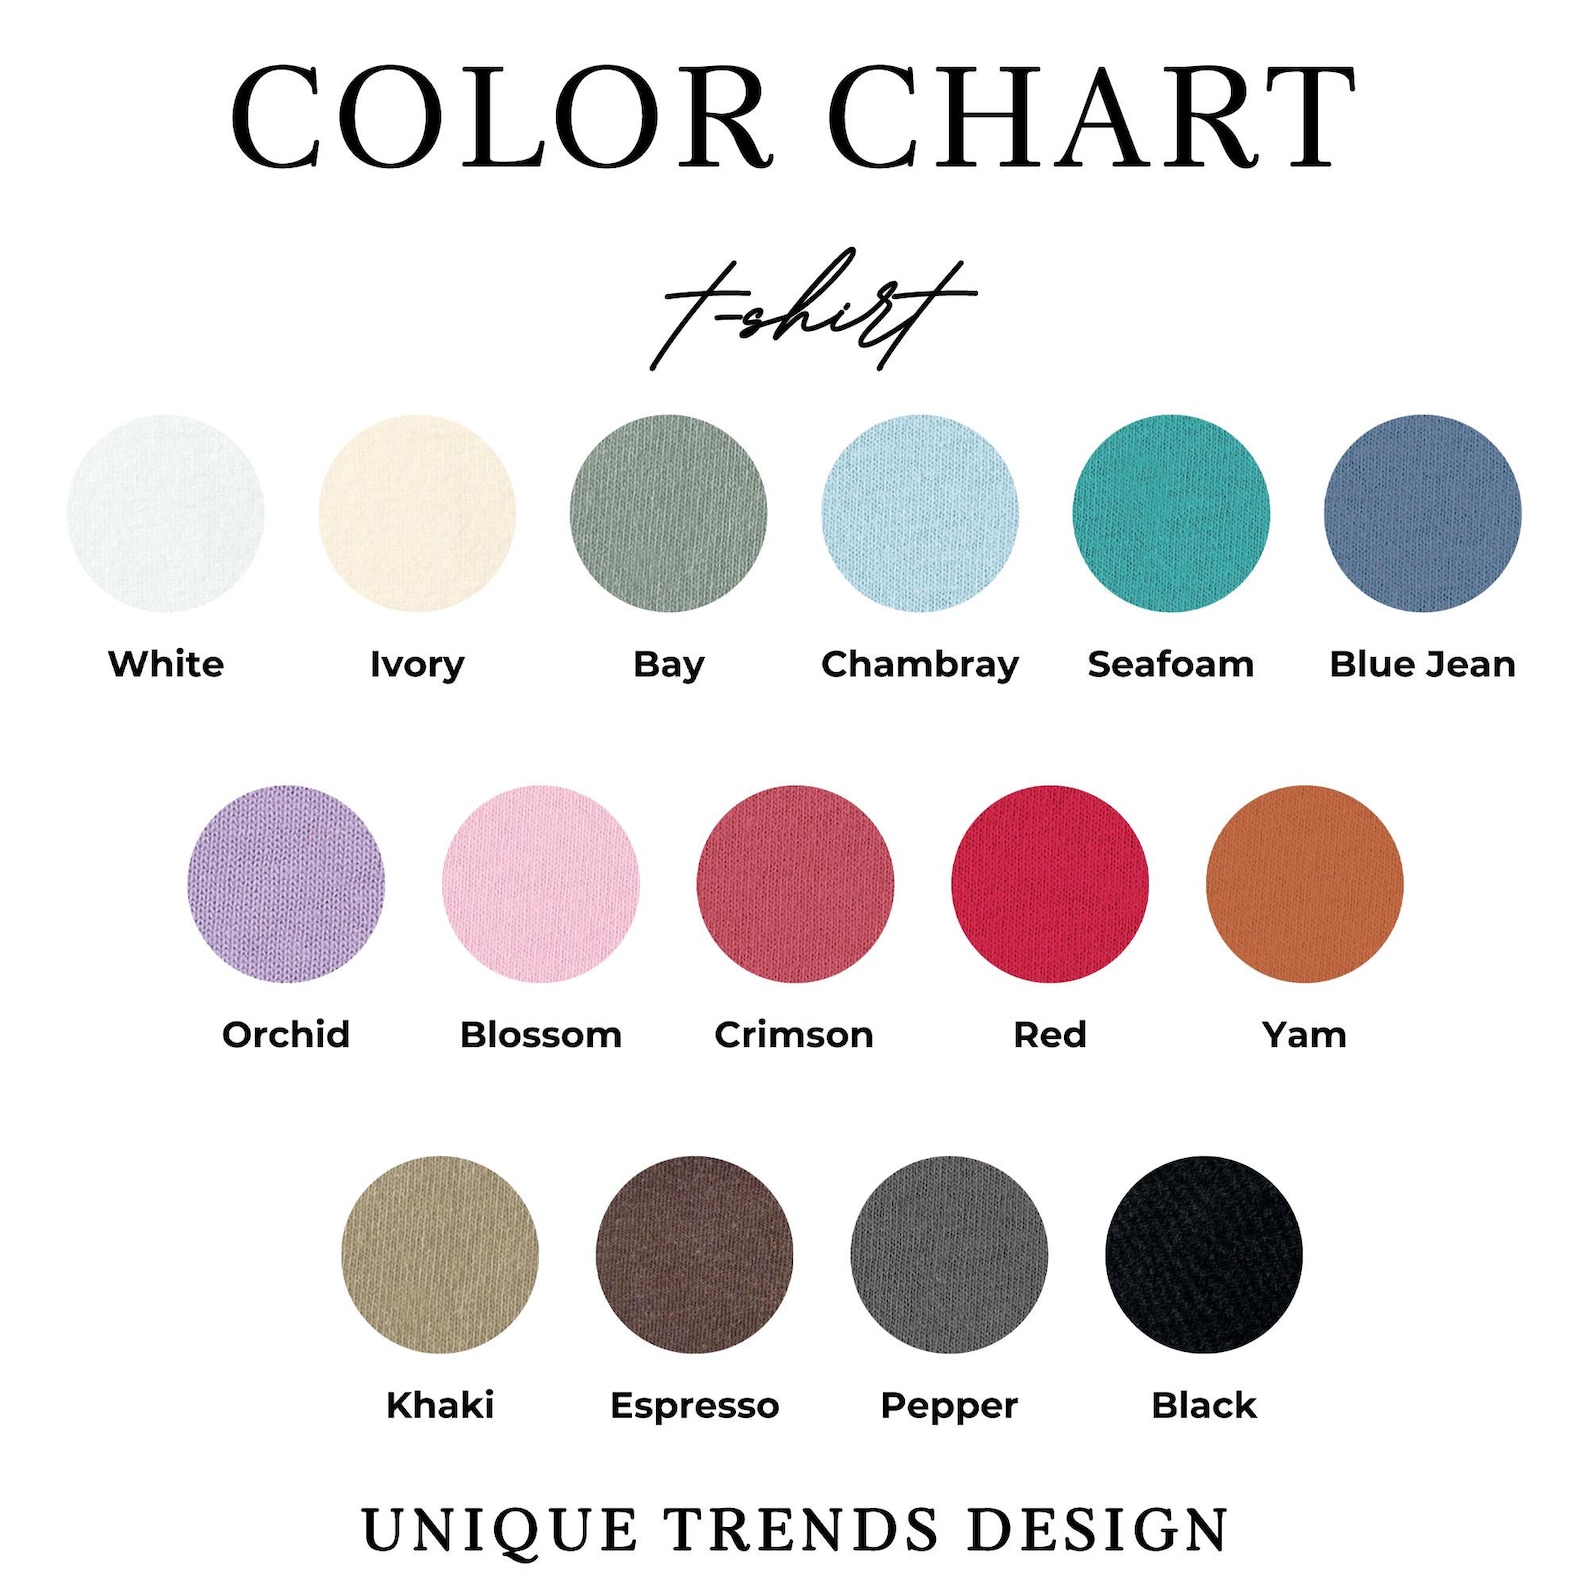 COLOR CHART
t-shirt
White Ivory Bay Chambray Seafoam Blue Jean
Orchid Blossom Crimson Red Yam
Khaki Espresso Pepper Black
UNIQUE TRENDS DESIGN